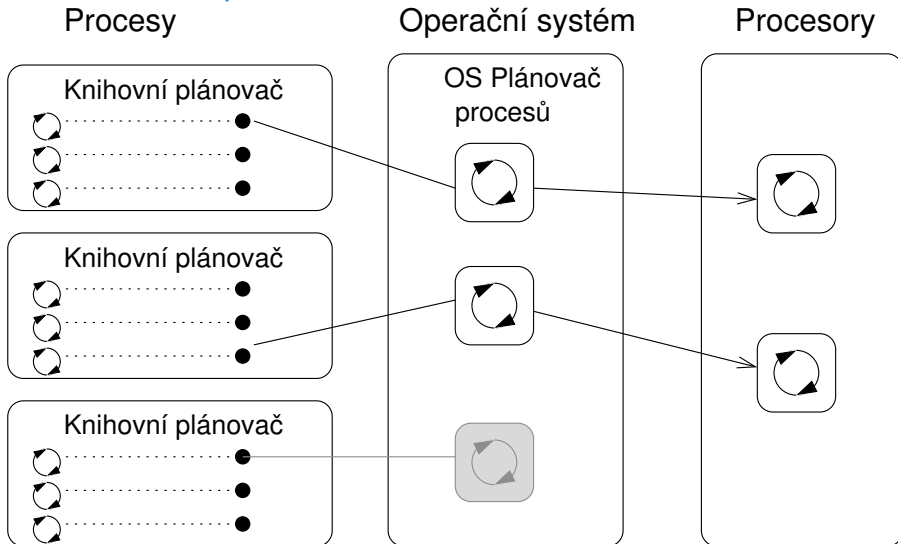 Procesy
Operační systém
Procesory
Knihovní plánovač
OS Plánovač
procesů
Knihovní plánovač
Knihovní plánovač